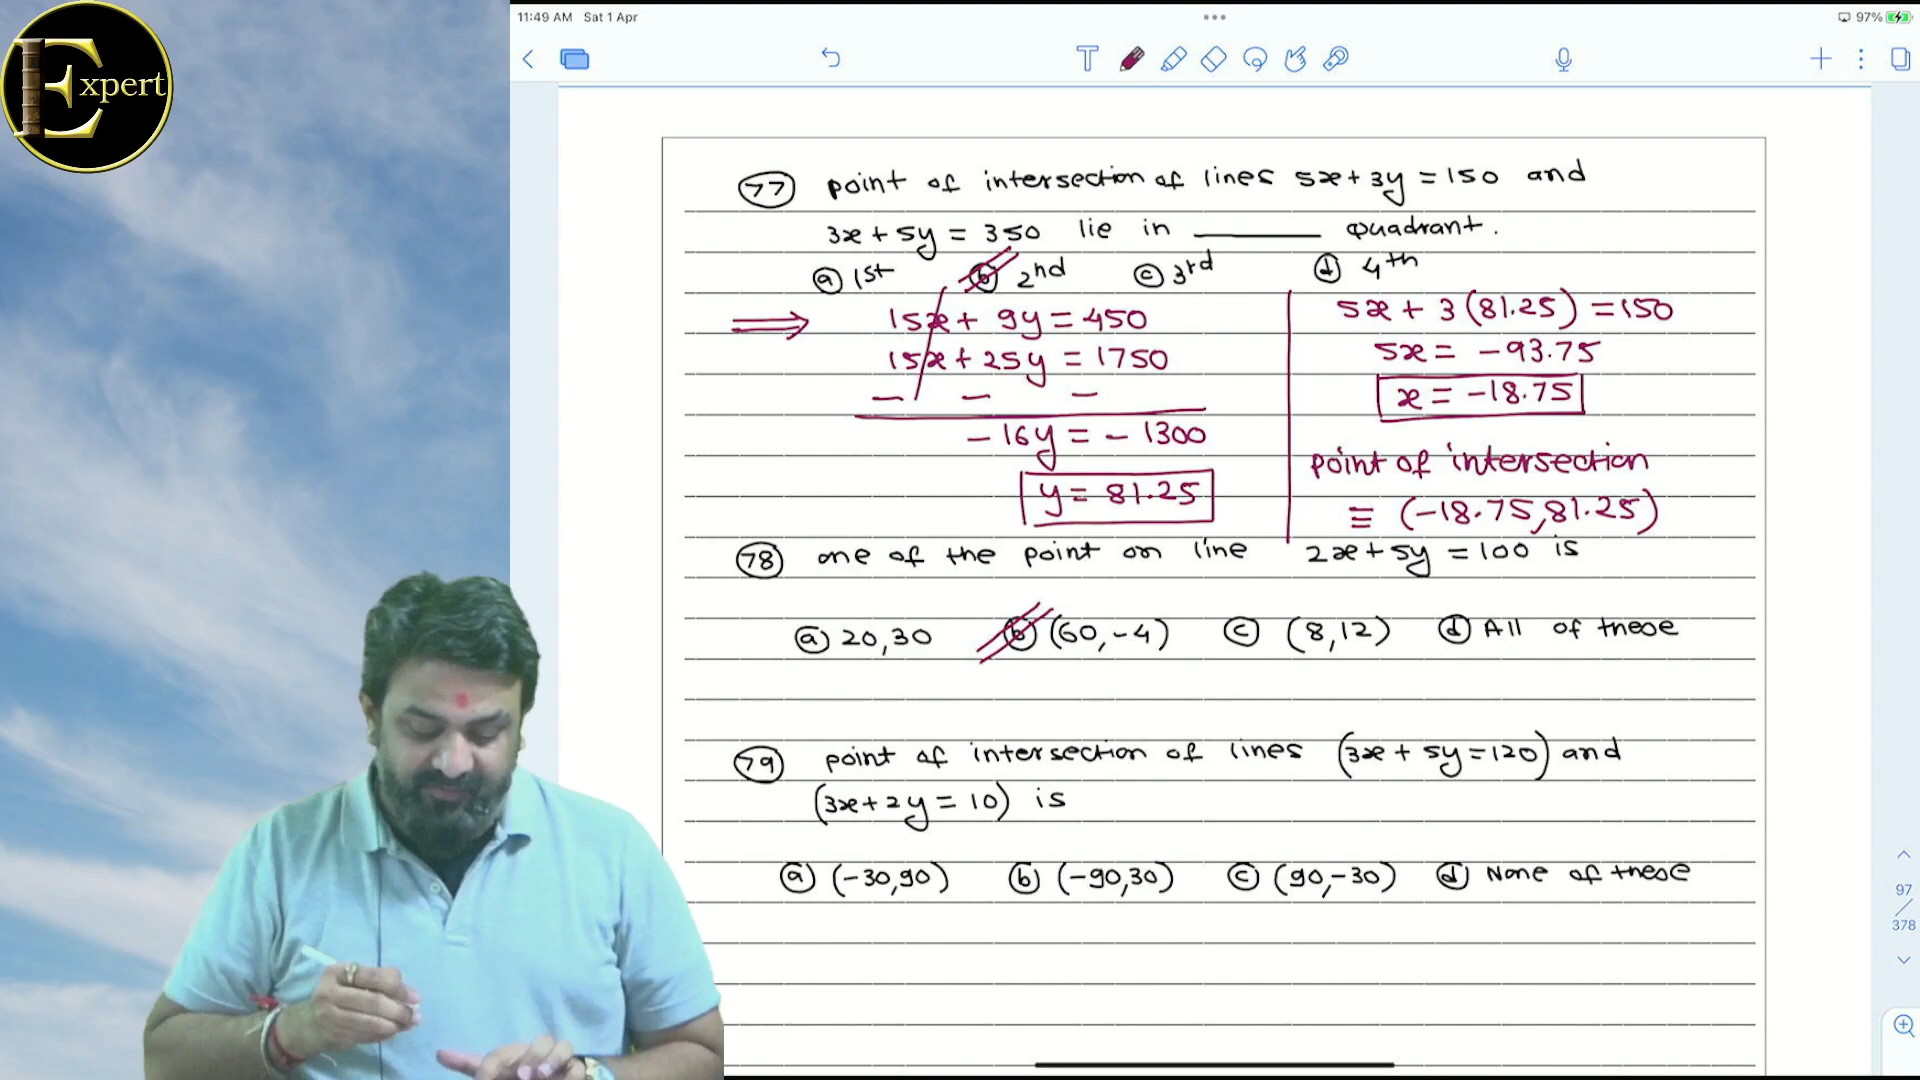 Expert
11:49 AM Sat 1 Apr
97%
77 point of intersection of lines 5x+3y=150 and
3x+5y=350 lie in ______ quadrant.
a 1st b 2nd c 3rd d 4th
⟹ 15x+9y=450
15x+25y=1750
− − −
−16y=−1300
y=81.25
5x+3(81.25)=150
5x=−93.75
x=−18.75
point of intersection
≡ (−18.75,81.25)
78 one of the point on line 2x+5y=100 is
a 20,30 b (60,-4) c (8,12) d All of these
79 point of intersection of lines (3x+5y=120) and
(3x+2y=10) is
a (-30,90) b (-90,30) c (90,-30) d None of these
97
/
378